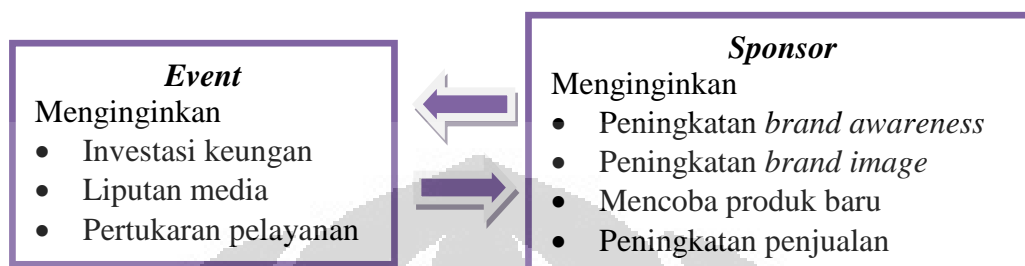 Event
Menginginkan
• Investasi keungan
• Liputan media
• Pertukaran pelayanan
Sponsor
Menginginkan
• Peningkatan brand awareness
• Peningkatan brand image
• Mencoba produk baru
• Peningkatan penjualan